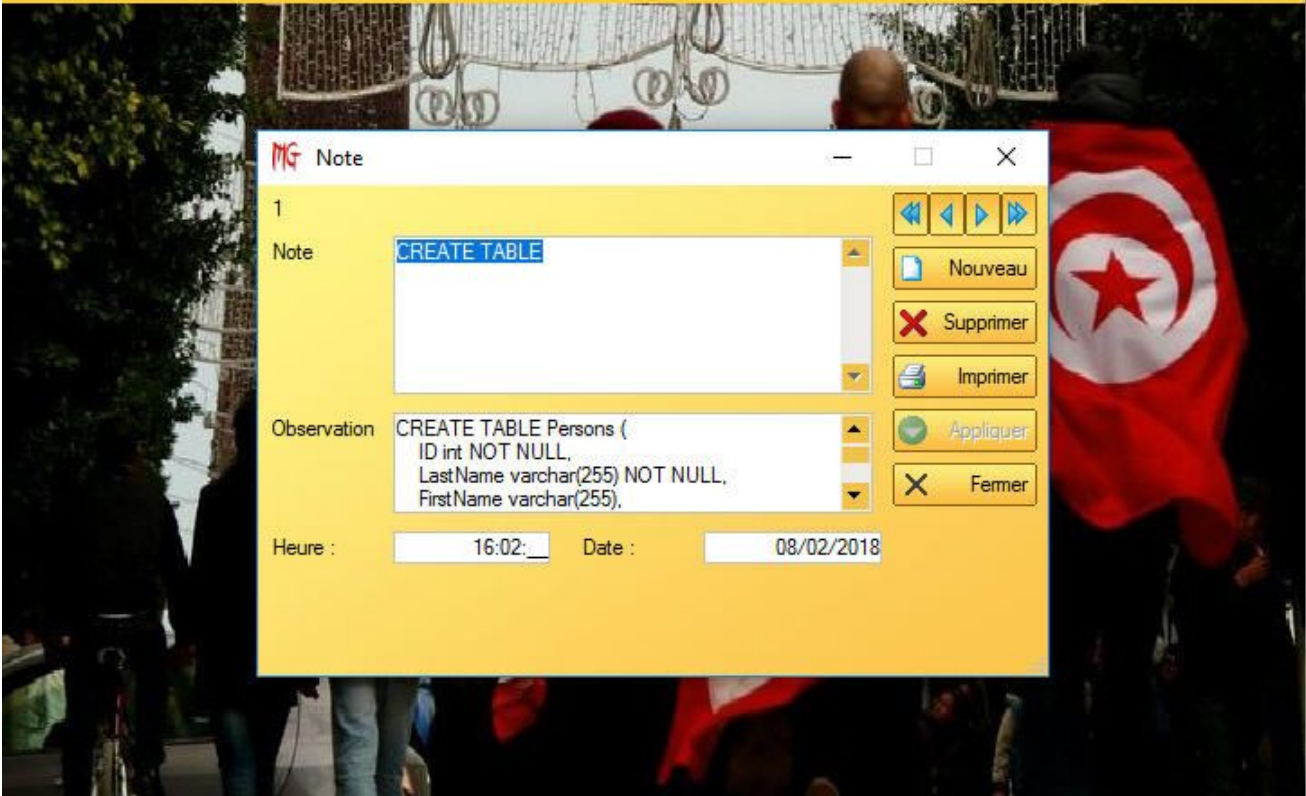 MG Note
1
Note
CREATE TABLE
Nouveau
Supprimer
Imprimer
Observation
CREATE TABLE Persons (
ID int NOT NULL,
LastName varchar(255) NOT NULL,
FirstName varchar(255),
Appliquer
Fermer
Heure : 16:02:__ Date : 08/02/2018